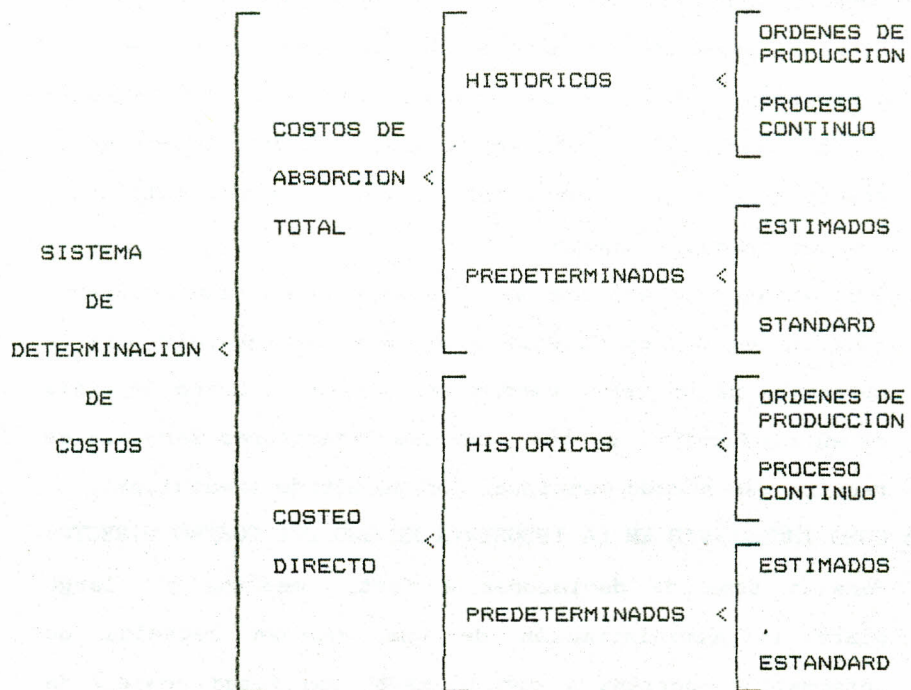 ORDENES DE
PRODUCCION
HISTORICOS <
PROCESO
CONTINUO
COSTOS DE
ABSORCION <
TOTAL
ESTIMADOS
SISTEMA
PREDETERMINADOS <
DE
STANDARD
DETERMINACION <
DE
ORDENES DE
PRODUCCION
COSTOS
HISTORICOS <
PROCESO
CONTINUO
COSTEO
<
DIRECTO
ESTIMADOS
PREDETERMINADOS <
ESTANDARD